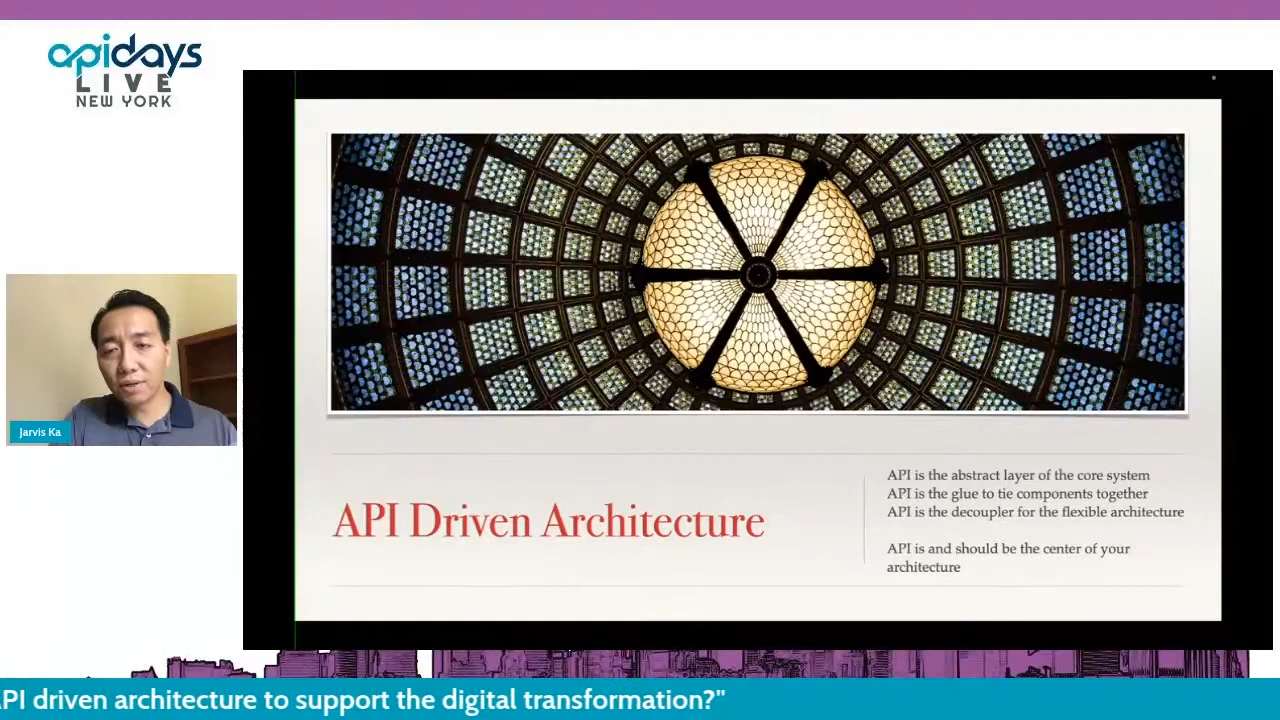 apidays
LIVE
NEW YORK
Jarvis Ka
API Driven Architecture
API is the abstract layer of the core system
API is the glue to tie components together
API is the decoupler for the flexible architecture
API is and should be the center of your
architecture
PI driven architecture to support the digital transformation?"